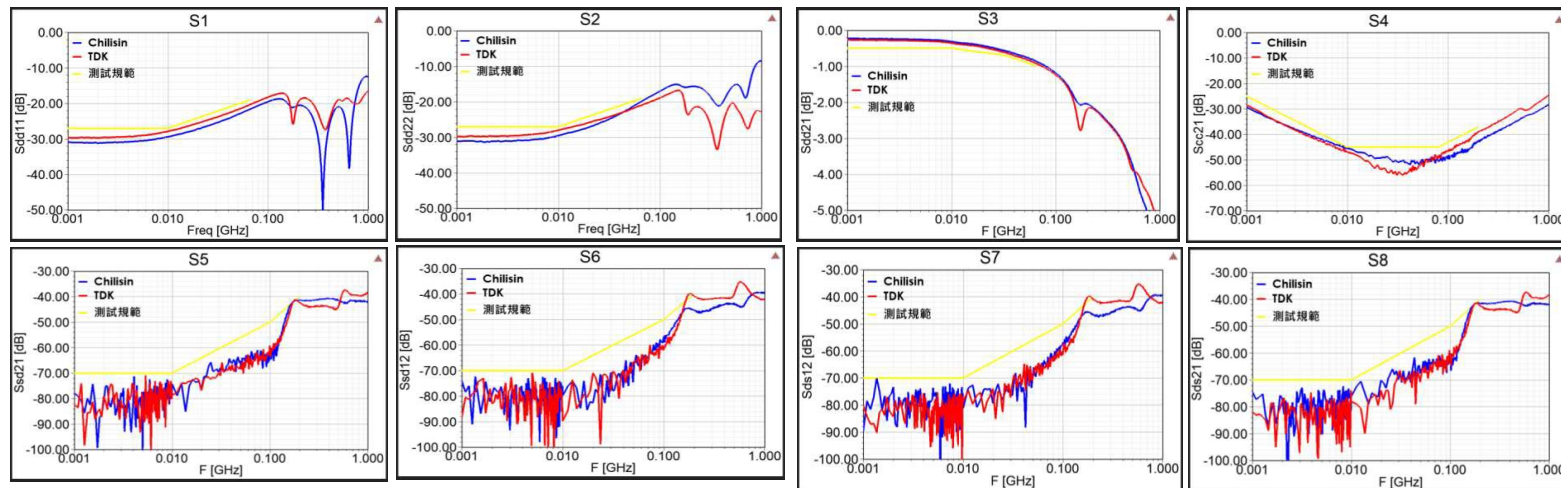 S1
0.00
-10.00
-20.00
-30.00
-40.00
-50.00
Sdd11 [dB]
Chilisin
TDK
測試規範
0.001
0.010
0.100
1.000
Freq [GHz]
S2
0.00
-10.00
-20.00
-30.00
-40.00
-50.00
Sdd22 [dB]
Chilisin
TDK
測試規範
0.001
0.010
0.100
1.000
Freq [GHz]
S3
0.00
-1.00
-2.00
-3.00
-4.00
-5.00
Sdd21 [dB]
Chilisin
TDK
測試規範
0.001
0.010
0.100
1.000
F [GHz]
S4
0.00
-10.00
-20.00
-30.00
-40.00
-50.00
-60.00
-70.00
Scc21 [dB]
Chilisin
TDK
測試規範
0.001
0.010
0.100
1.000
F [GHz]
S5
-30.00
-40.00
-50.00
-60.00
-70.00
-80.00
-90.00
-100.00
Ssd21 [dB]
Chilisin
TDK
測試規範
0.001
0.010
0.100
1.000
F [GHz]
S6
-30.00
-40.00
-50.00
-60.00
-70.00
-80.00
-90.00
-100.00
Ssd12 [dB]
Chilisin
TDK
測試規範
0.001
0.010
0.100
1.000
F [GHz]
S7
-30.00
-40.00
-50.00
-60.00
-70.00
-80.00
-90.00
-100.00
Sds12 [dB]
Chilisin
TDK
測試規範
0.001
0.010
0.100
1.000
F [GHz]
S8
-30.00
-40.00
-50.00
-60.00
-70.00
-80.00
-90.00
-100.00
Sds21 [dB]
Chilisin
TDK
測試規範
0.001
0.010
0.100
1.000
F [GHz]